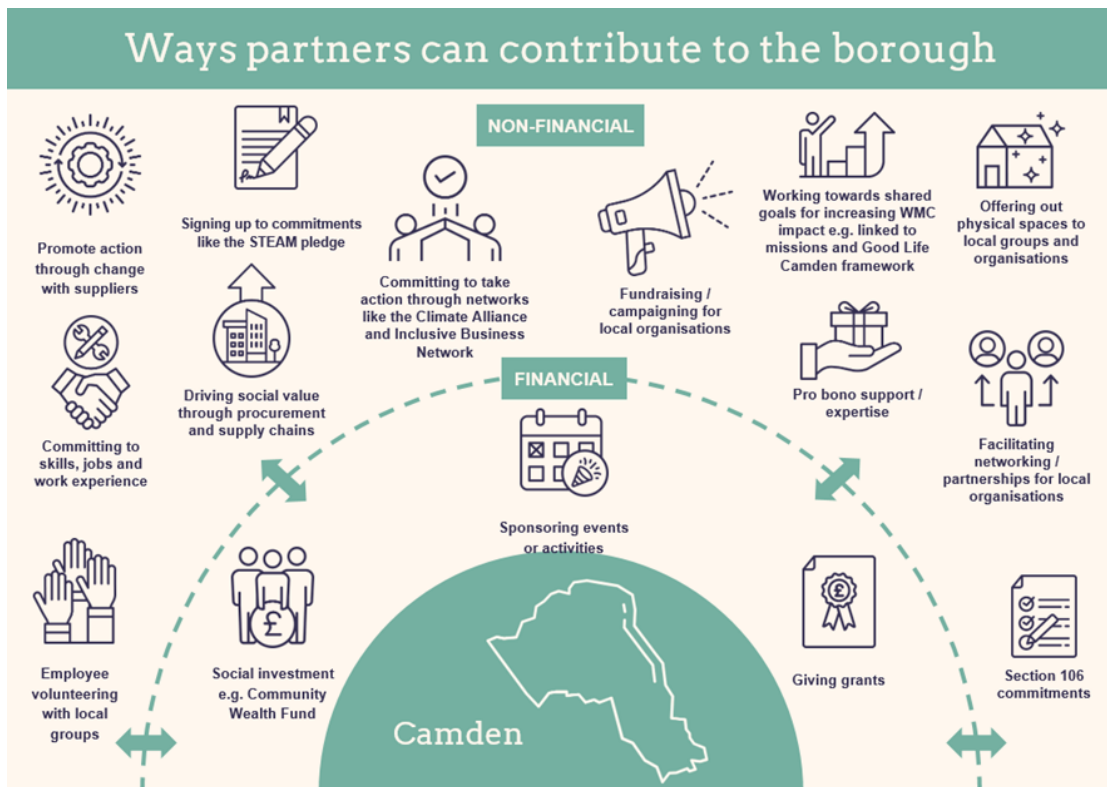 Ways partners can contribute to the borough
NON-FINANCIAL
Promote action
through change
with suppliers
Signing up to commitments
like the STEAM pledge
Committing to take
action through networks
like the Climate Alliance
and Inclusive Business
Network
Fundraising /
campaigning for
local organisations
Working towards shared
goals for increasing WMC
impact e.g. linked to
missions and Good Life
Camden framework
Offering out
physical spaces to
local groups and
organisations
Committing to
skills, jobs and
work experience
Driving social value
through procurement
and supply chains
Pro bono support /
expertise
Facilitating
networking /
partnerships for local
organisations
FINANCIAL
Sponsoring events
or activities
Employee
volunteering
with local
groups
£
Social investment
e.g. Community
Wealth Fund
£
Giving grants
Section 106
commitments
Camden